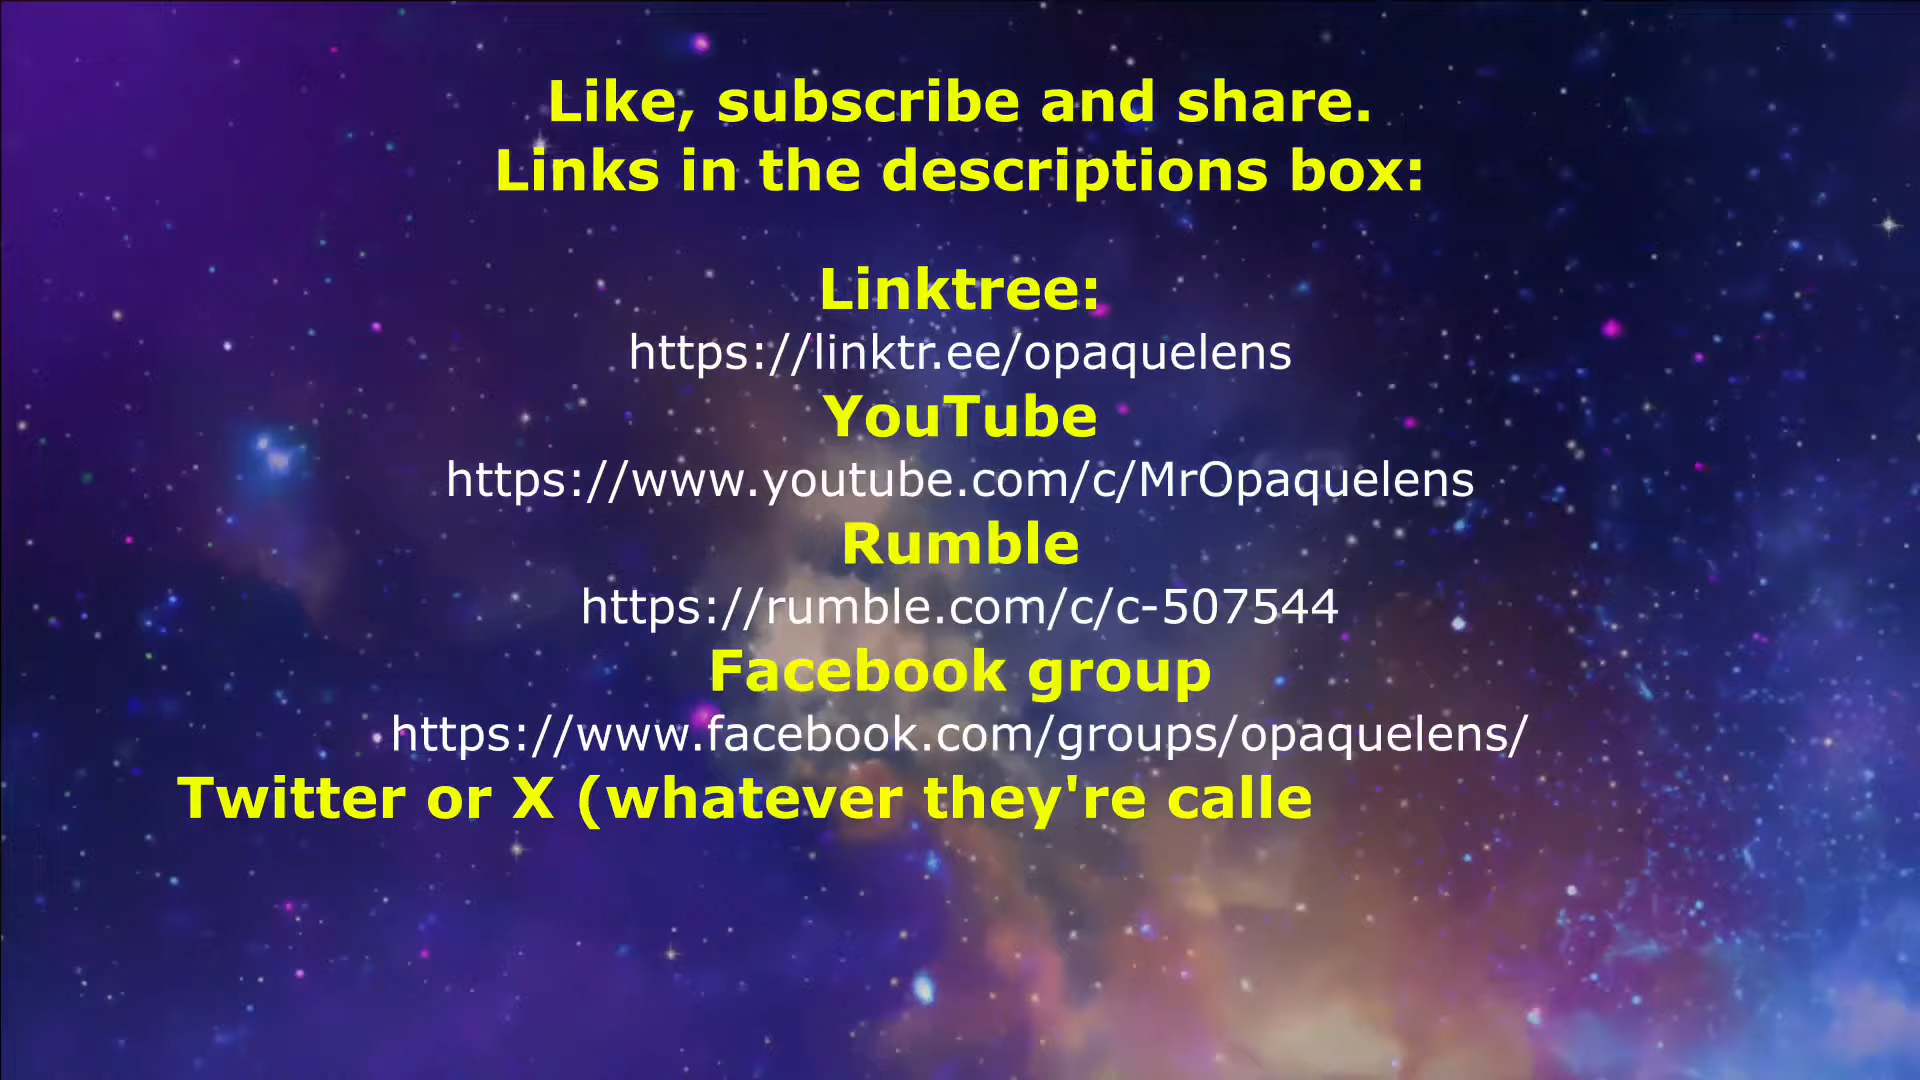 Like, subscribe and share.
Links in the descriptions box:
Linktree:
https://linktr.ee/opaquelens
YouTube
https://www.youtube.com/c/MrOpaquelens
Rumble
https://rumble.com/c/c-507544
Facebook group
https://www.facebook.com/groups/opaquelens/
Twitter or X (whatever they're calle